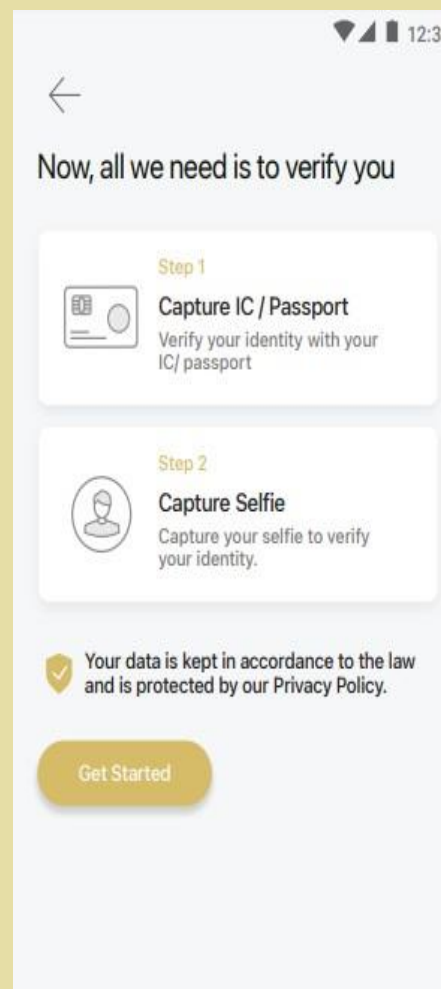 12:3
Now, all we need is to verify you
Step 1
Capture IC / Passport
Verify your identity with your
IC/ passport
Step 2
Capture Selfie
Capture your selfie to verify
your identity.
Your data is kept in accordance to the law
and is protected by our Privacy Policy.
Get Started